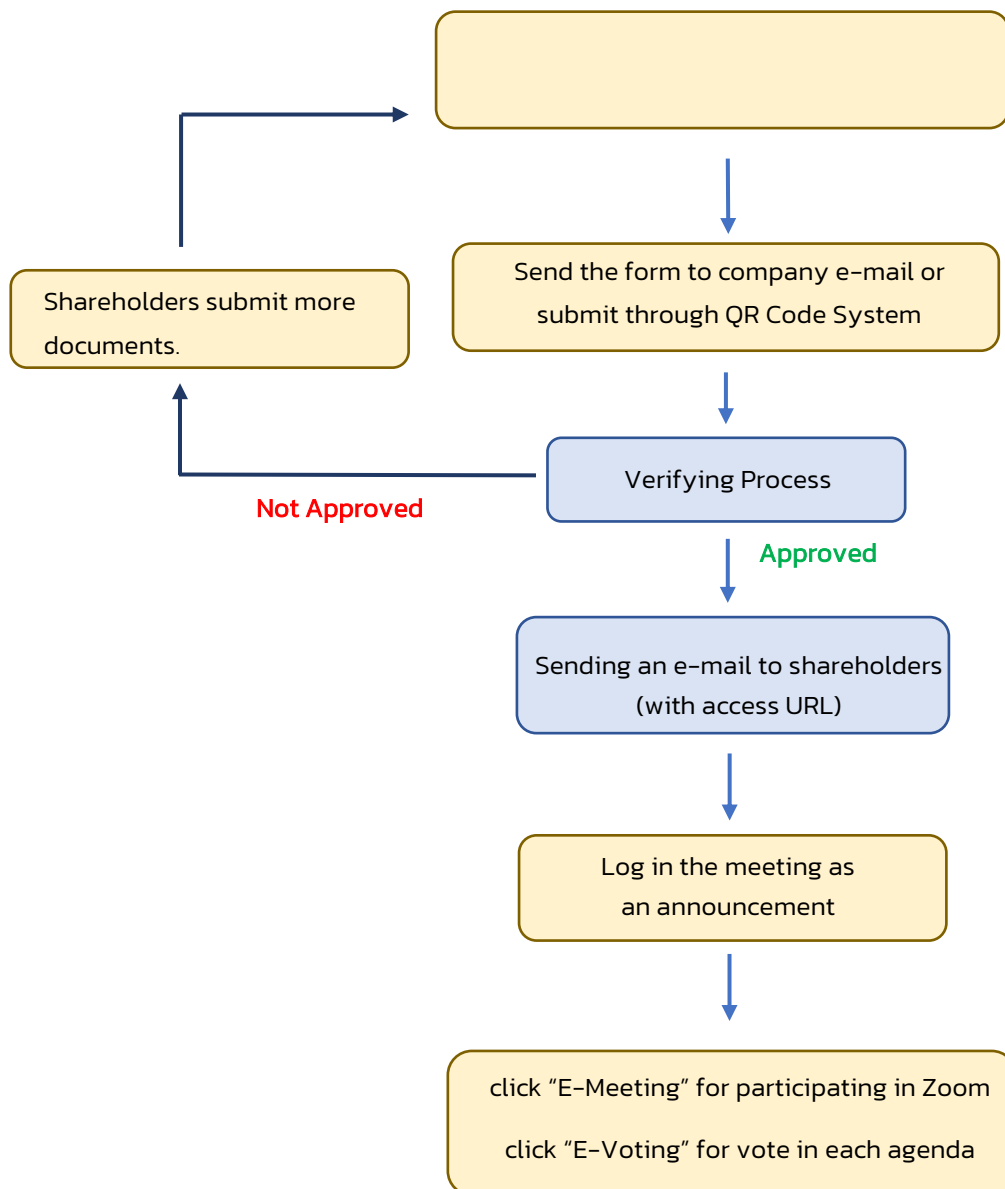 Send the form to company e-mail or
submit through QR Code System
Shareholders submit more
documents.
Verifying Process
Not Approved
Approved
Sending an e-mail to shareholders
(with access URL)
Log in the meeting as
an announcement
click “E-Meeting” for participating in Zoom
click “E-Voting” for vote in each agenda